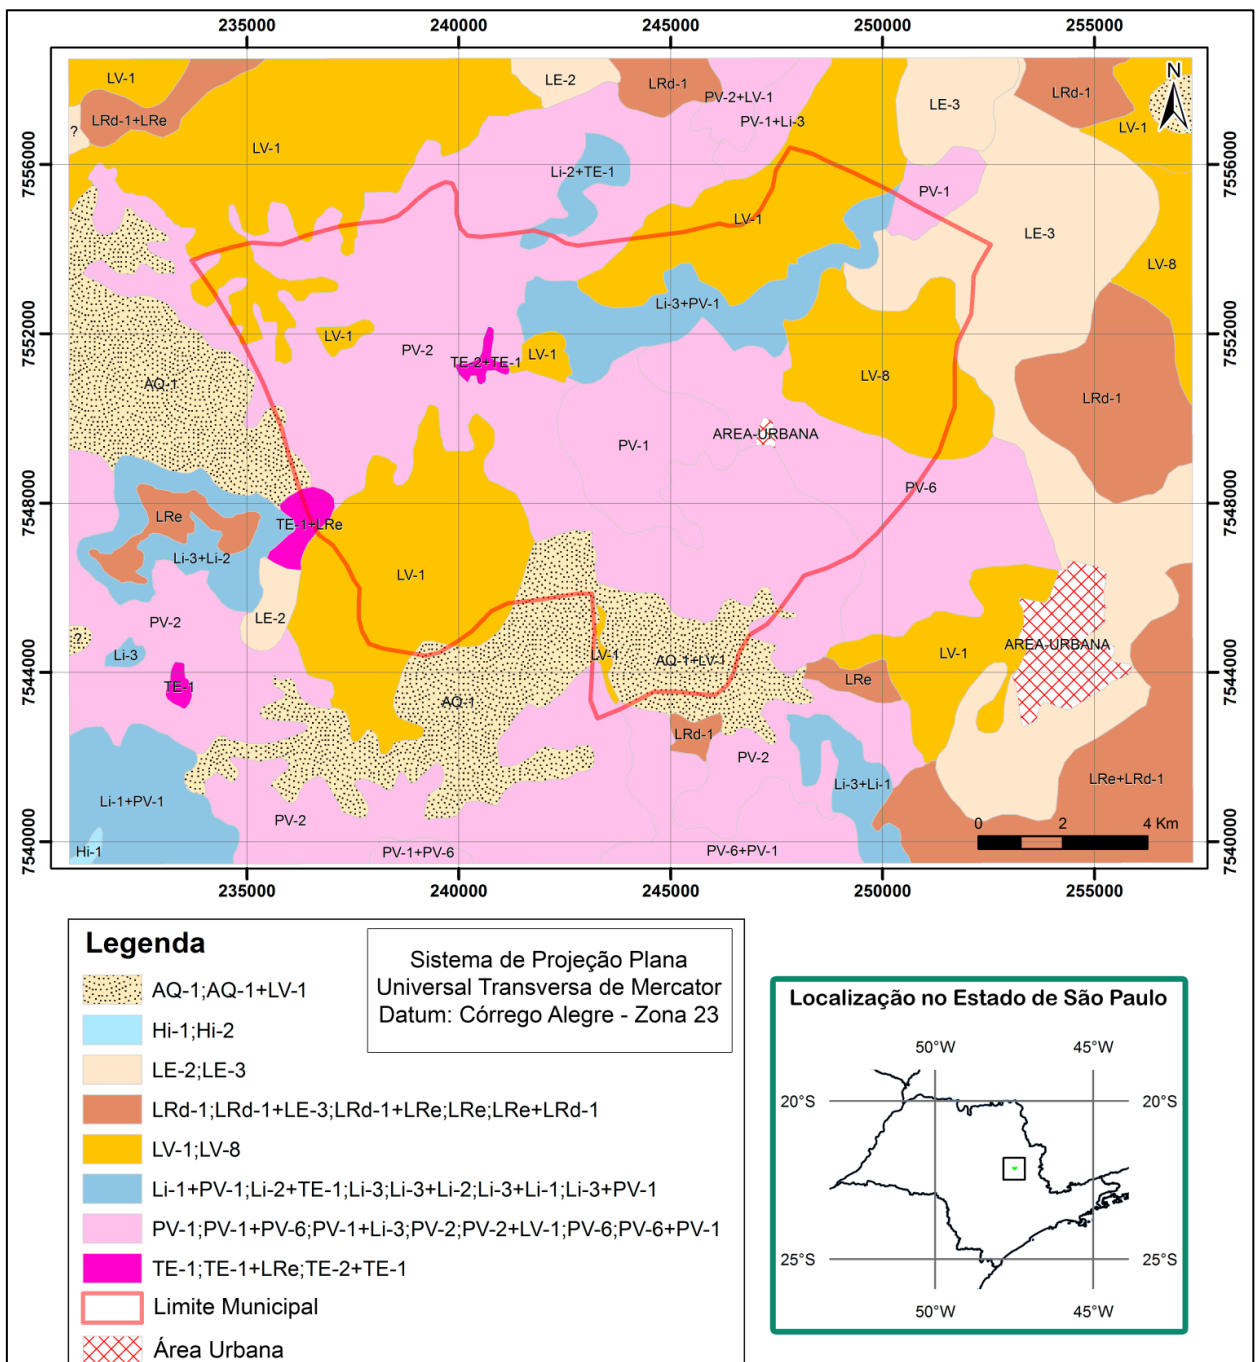 235000 240000 245000 250000 255000
LV-1
LE-2
LRd-1
PV-2+LV-1
LE-3
LRd-1
N
LRd-1+LRe
?
PV-1+Li-3
LV-1
LV-1
7556000
7556000
Li-2+TE-1
PV-1
LV-1
LE-3
LV-8
Li-3+PV-1
7552000
7552000
LV-1
PV-2
TE-2+TE-1
LV-1
LV-8
AQ-1
LRd-1
AREA-URBANA
PV-1
PV-6
7548000
7548000
LRe
TE-1+LRe
Li-3+Li-2
LV-1
LE-2
PV-2
?
Li-3
LV-1
AQ-1+LV-1
LV-1
AREA-URBANA
7544000
7544000
TE-1
LRe
AQ-1
LRd-1
PV-2
Li-3+Li-1
LRe+LRd-1
Li-1+PV-1
PV-2
0 2 4 Km
7540000
7540000
Hi-1
PV-1+PV-6
PV-6+PV-1
235000 240000 245000 250000 255000
Legenda
AQ-1;AQ-1+LV-1
Hi-1;Hi-2
LE-2;LE-3
LRd-1;LRd-1+LE-3;LRd-1+LRe;LRe;LRe+LRd-1
LV-1;LV-8
Li-1+PV-1;Li-2+TE-1;Li-3;Li-3+Li-2;Li-3+Li-1;Li-3+PV-1
PV-1;PV-1+PV-6;PV-1+Li-3;PV-2;PV-2+LV-1;PV-6;PV-6+PV-1
TE-1;TE-1+LRe;TE-2+TE-1
Limite Municipal
Área Urbana
Sistema de Projeção Plana
Universal Transversa de Mercator
Datum: Córrego Alegre - Zona 23
Localização no Estado de São Paulo
50°W 45°W
20°S 20°S
25°S 25°S
50°W 45°W